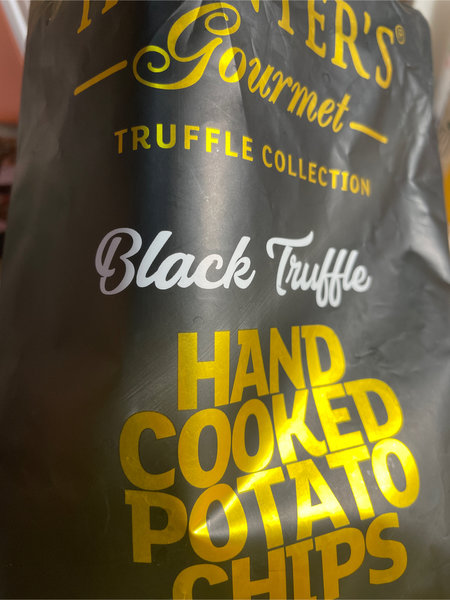 Gourmet
TRUFFLE COLLECTION
Black Truffle
HAND
COOKED
POTATO
CHIPS